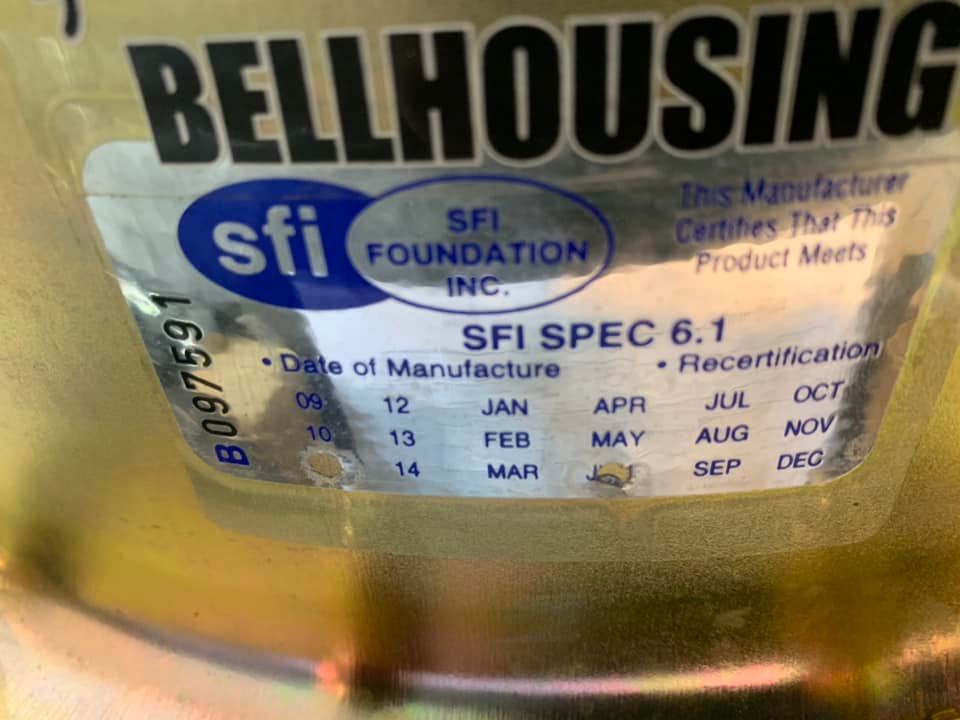 BELLHOUSING
sfi
SFI
FOUNDATION
INC.
This Manufacturer
Certifies That This
Product Meets
SFI SPEC 6.1
• Date of Manufacture • Recertification
09 12 JAN APR JUL OCT
10 13 FEB MAY AUG NOV
14 MAR SEP DEC
B097591